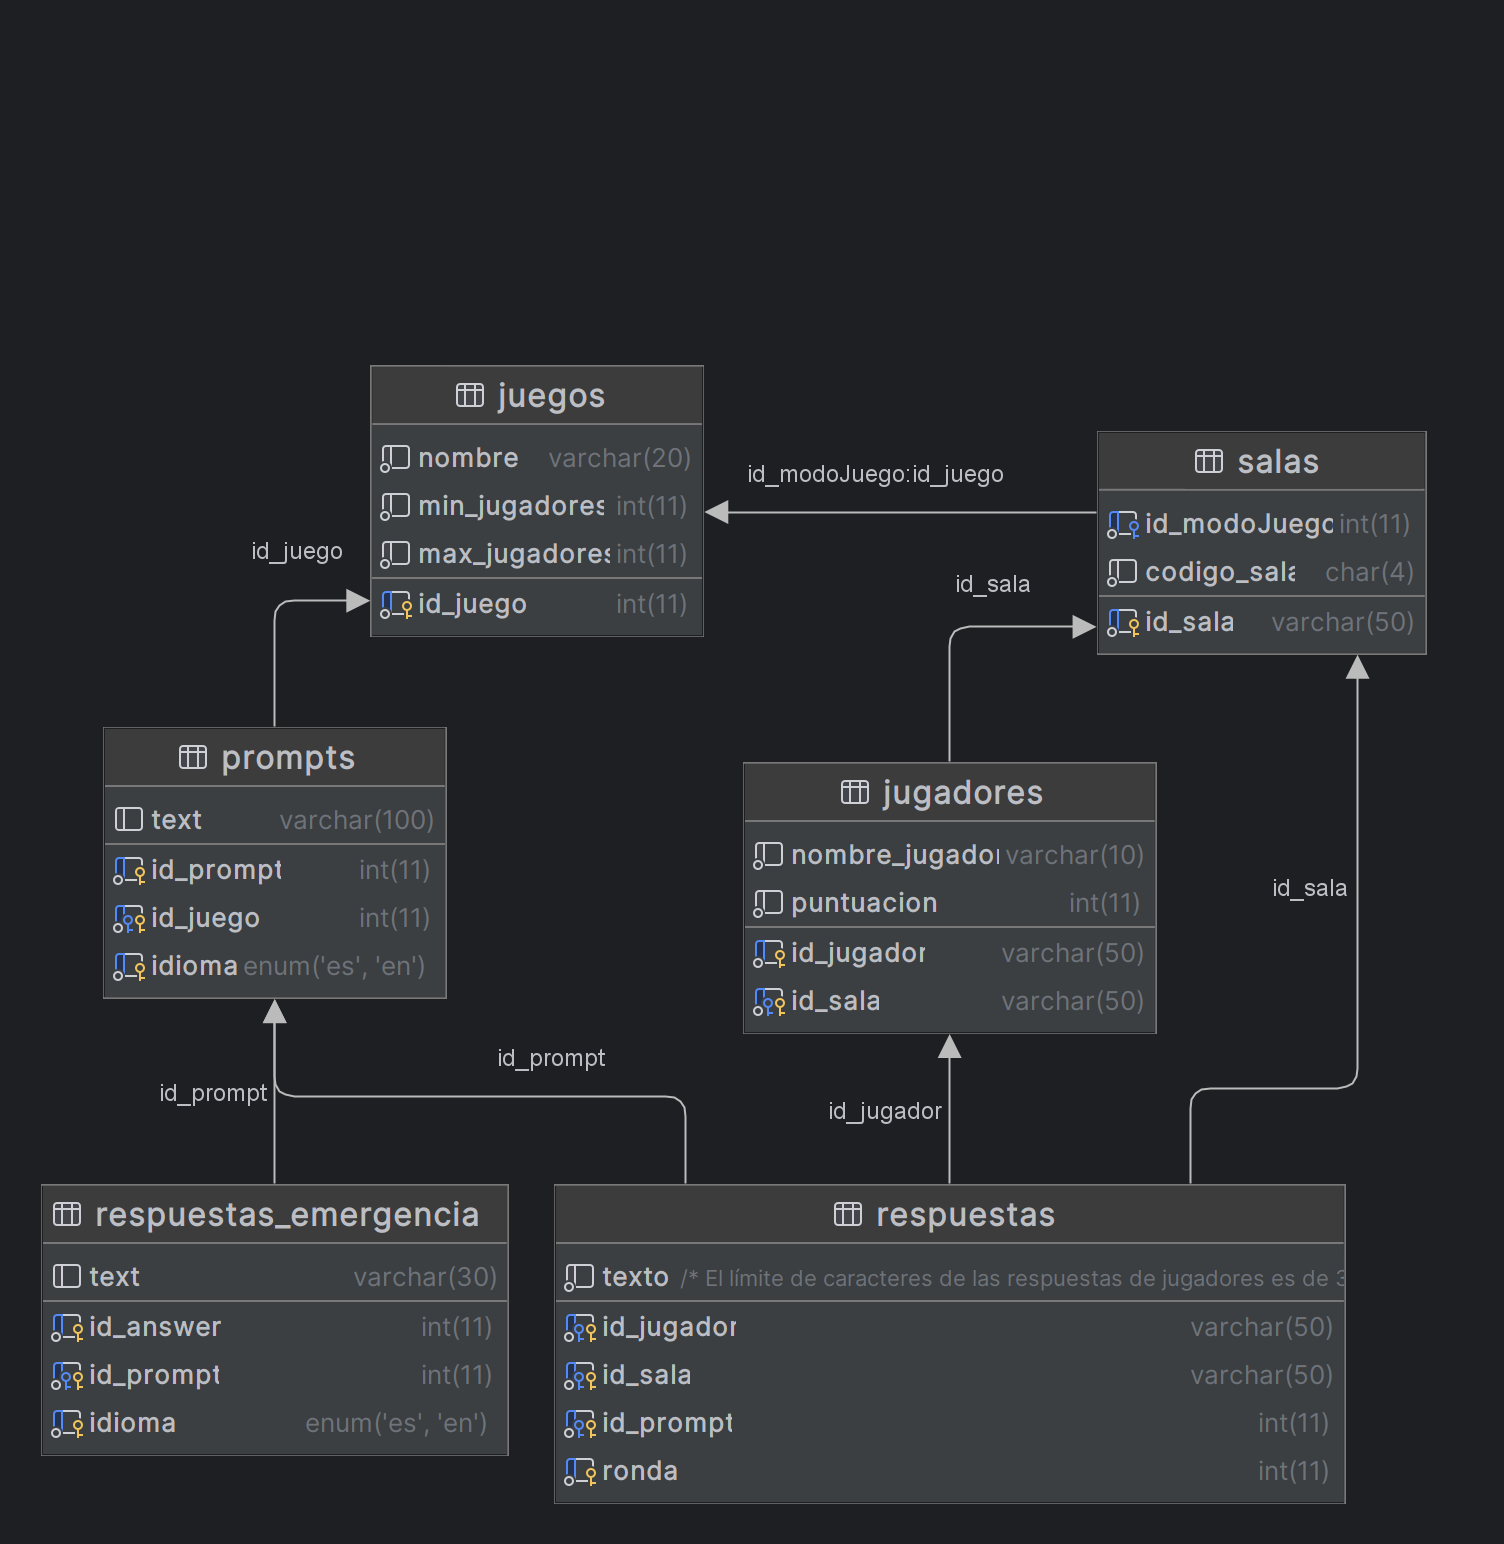 juegos
nombre varchar(20)
min_jugadores int(11)
max_jugadores int(11)
id_juego int(11)
id_modoJuego:id_juego
salas
id_modoJuego int(11)
codigo_sala char(4)
id_sala varchar(50)
id_juego
id_sala
prompts
text varchar(100)
id_prompt int(11)
id_juego int(11)
idioma enum('es', 'en')
jugadores
nombre_jugador varchar(10)
puntuacion int(11)
id_jugador varchar(50)
id_sala varchar(50)
id_sala
id_prompt
id_prompt
id_jugador
respuestas_emergencia
text varchar(30)
id_answer int(11)
id_prompt int(11)
idioma enum('es', 'en')
respuestas
texto /* El límite de caracteres de las respuestas de jugadores es de 3
id_jugador varchar(50)
id_sala varchar(50)
id_prompt int(11)
ronda int(11)